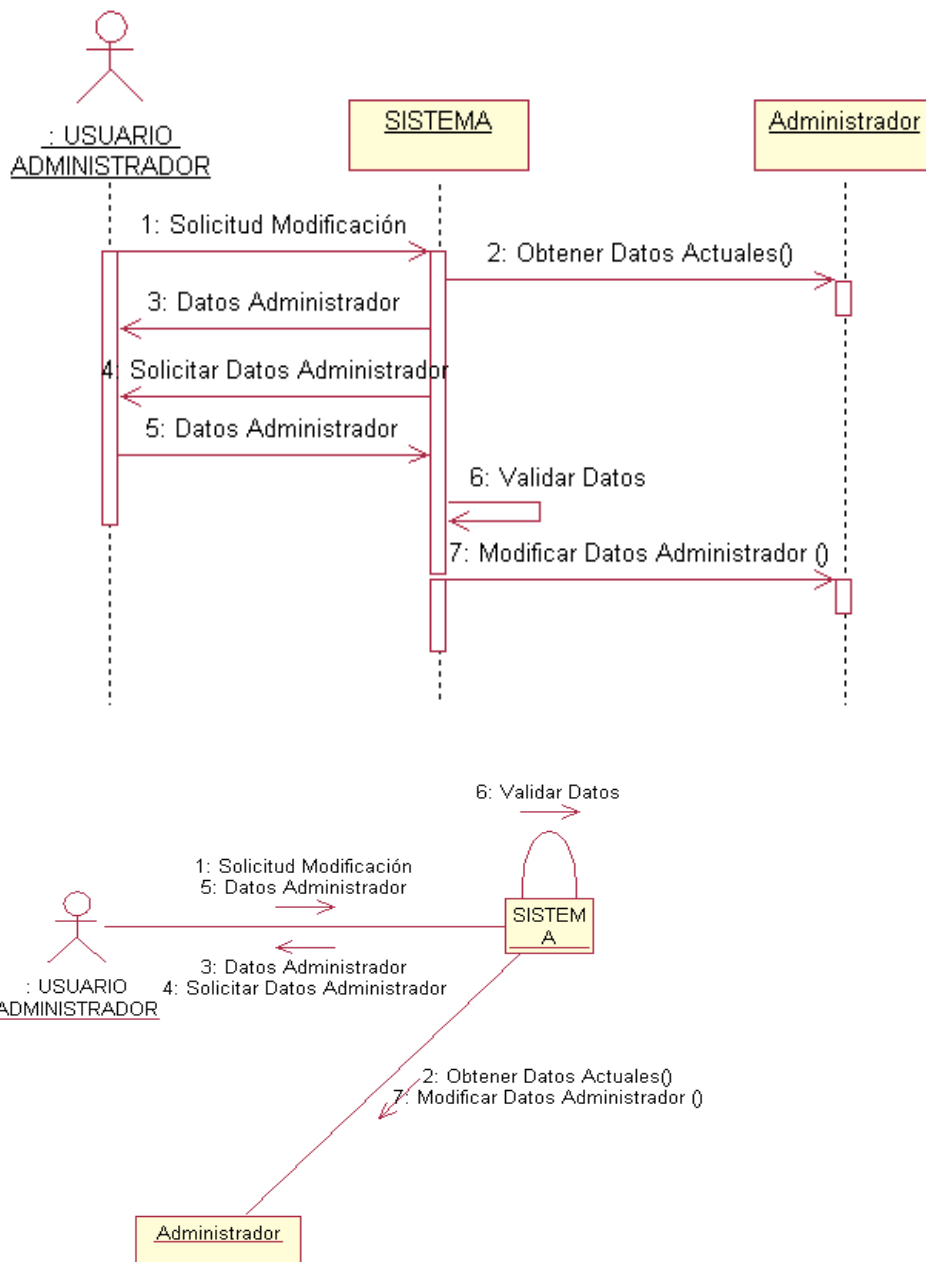 : USUARIO
ADMINISTRADOR
SISTEMA
Administrador
1: Solicitud Modificación
2: Obtener Datos Actuales()
3: Datos Administrador
4: Solicitar Datos Administrador
5: Datos Administrador
6: Validar Datos
7: Modificar Datos Administrador ()
6: Validar Datos
1: Solicitud Modificación
5: Datos Administrador
SISTEM
A
3: Datos Administrador
4: Solicitar Datos Administrador
: USUARIO
ADMINISTRADOR
2: Obtener Datos Actuales()
7: Modificar Datos Administrador ()
Administrador